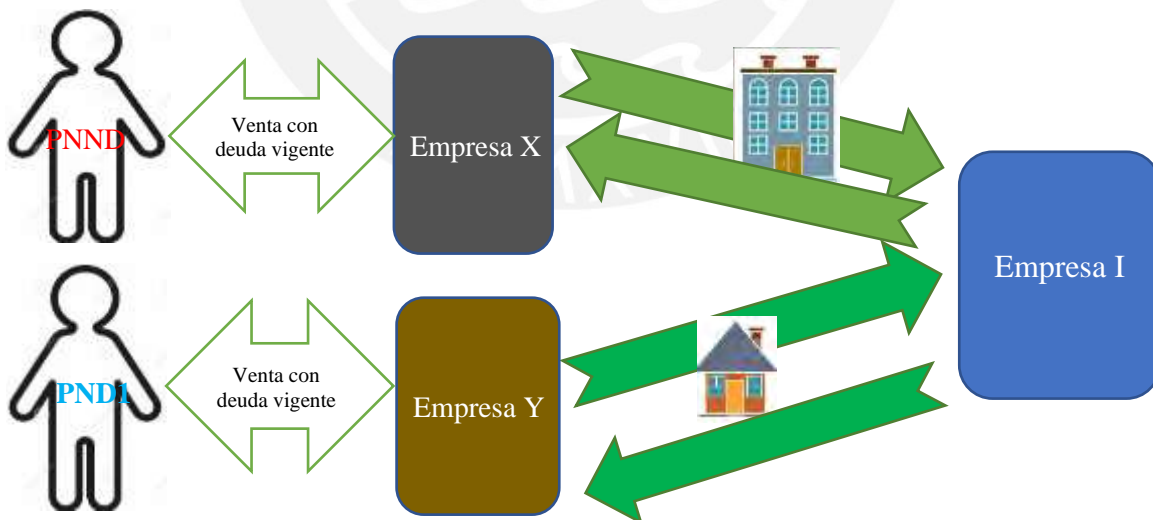 PNND
Venta con
deuda vigente
Empresa X
Empresa I
PND1
Venta con
deuda vigente
Empresa Y